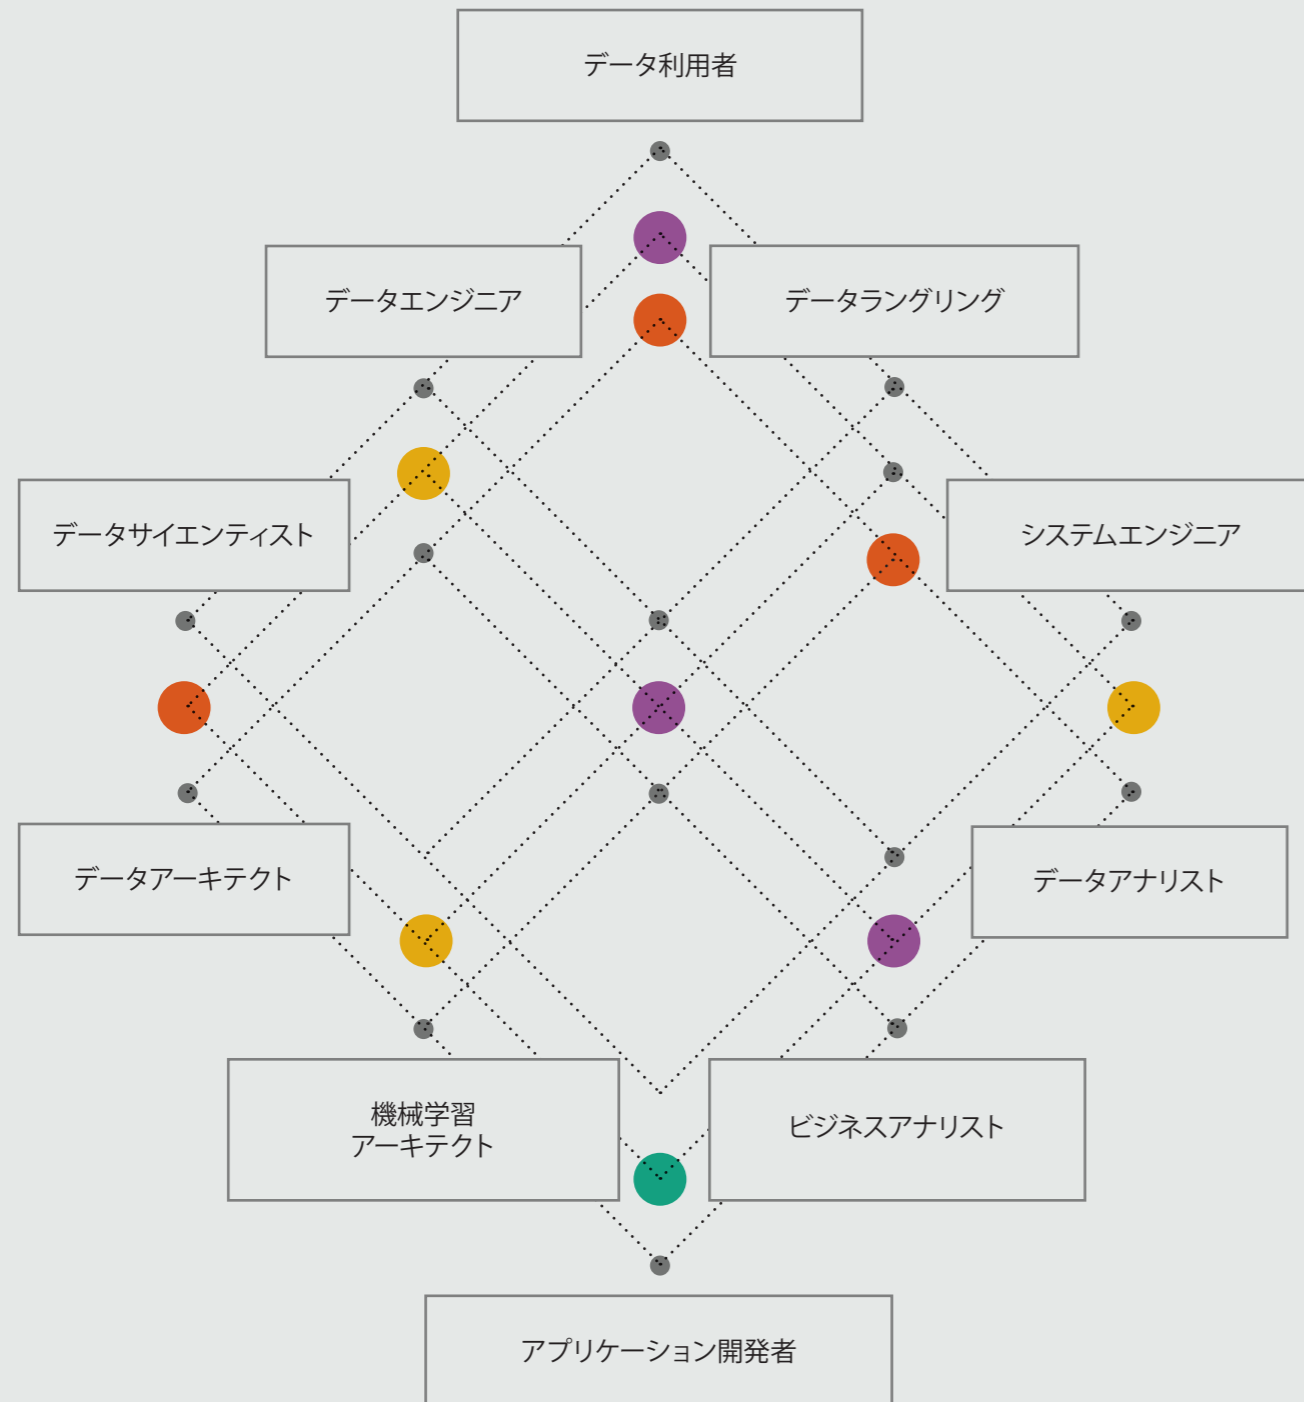 データ利用者
データエンジニア
データラングリング
データサイエンティスト
システムエンジニア
データアーキテクト
データアナリスト
機械学習
アーキテクト
ビジネスアナリスト
アプリケーション開発者